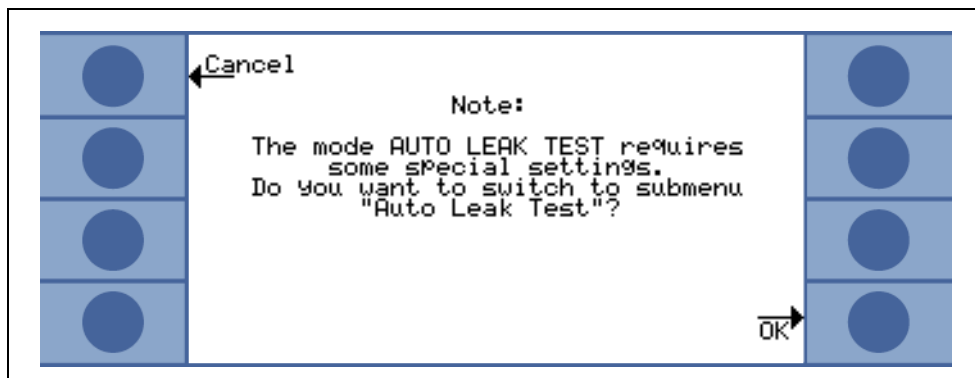 Cancel
Note:
The mode AUTO LEAK TEST requires
some special settings.
Do you want to switch to submenu
"Auto Leak Test"?
OK